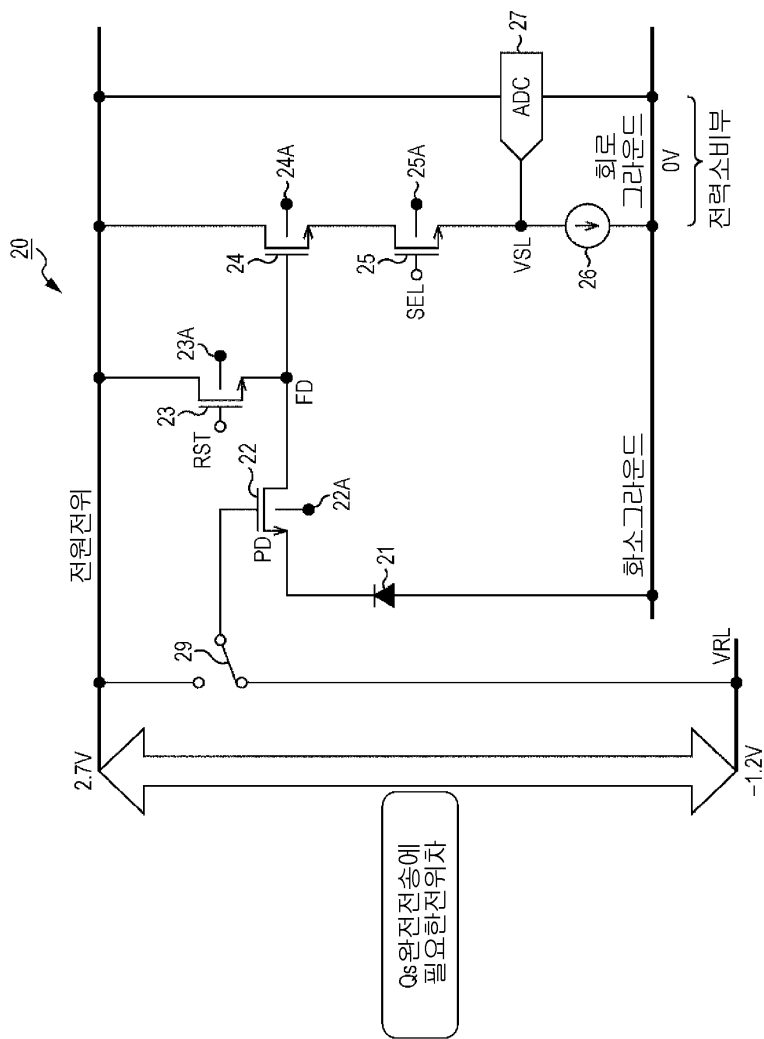 20
2.7V
전원전위
29
PD
22
22A
RST
23
23A
FD
24
24A
SEL
25
25A
VSL
26
ADC
27
21
Qs완전전송에
필요한전위차
화소그라운드
회로
그라운드
0V
전력소비부
VRL
−1.2V